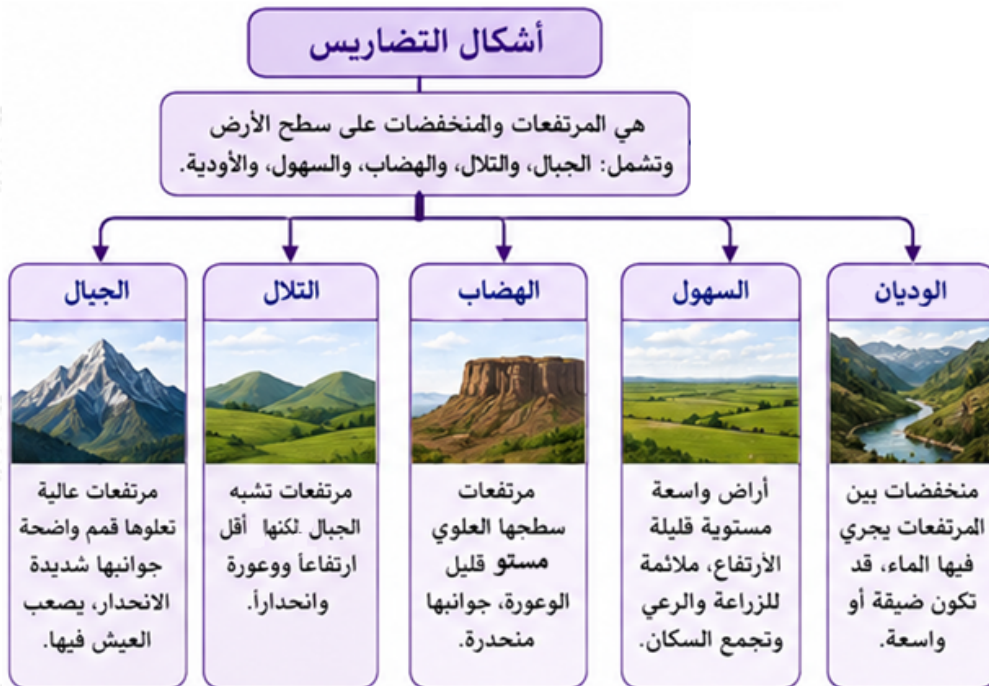 أشكال التضاريس
هي المرتفعات والمنخفضات على سطح الأرض
وتشمل: الجبال، والتلال، والهضاب، والسهول، والأودية.
الجبال
مرتفعات عالية
تعلوها قمم واضحة
جوانبها شديدة
الانحدار، يصعب
العيش فيها.
التلال
مرتفعات تشبه
الجبال لكنها أقل
ارتفاعاً ووعورة
وانحداراً.
الهضاب
مرتفعات
سطجها العلوي
مستو قليل
الوعورة، جوانبها
منحدرة.
السهول
أراض واسعة
مستوية قليلة
الأرتفاع، ملائمة
للزراعة والرعي
وتجمع السكان.
الوديان
منخفضات بين
المرتفعات يجري
فيها الماء، قد
تكون ضيقة أو
واسعة.